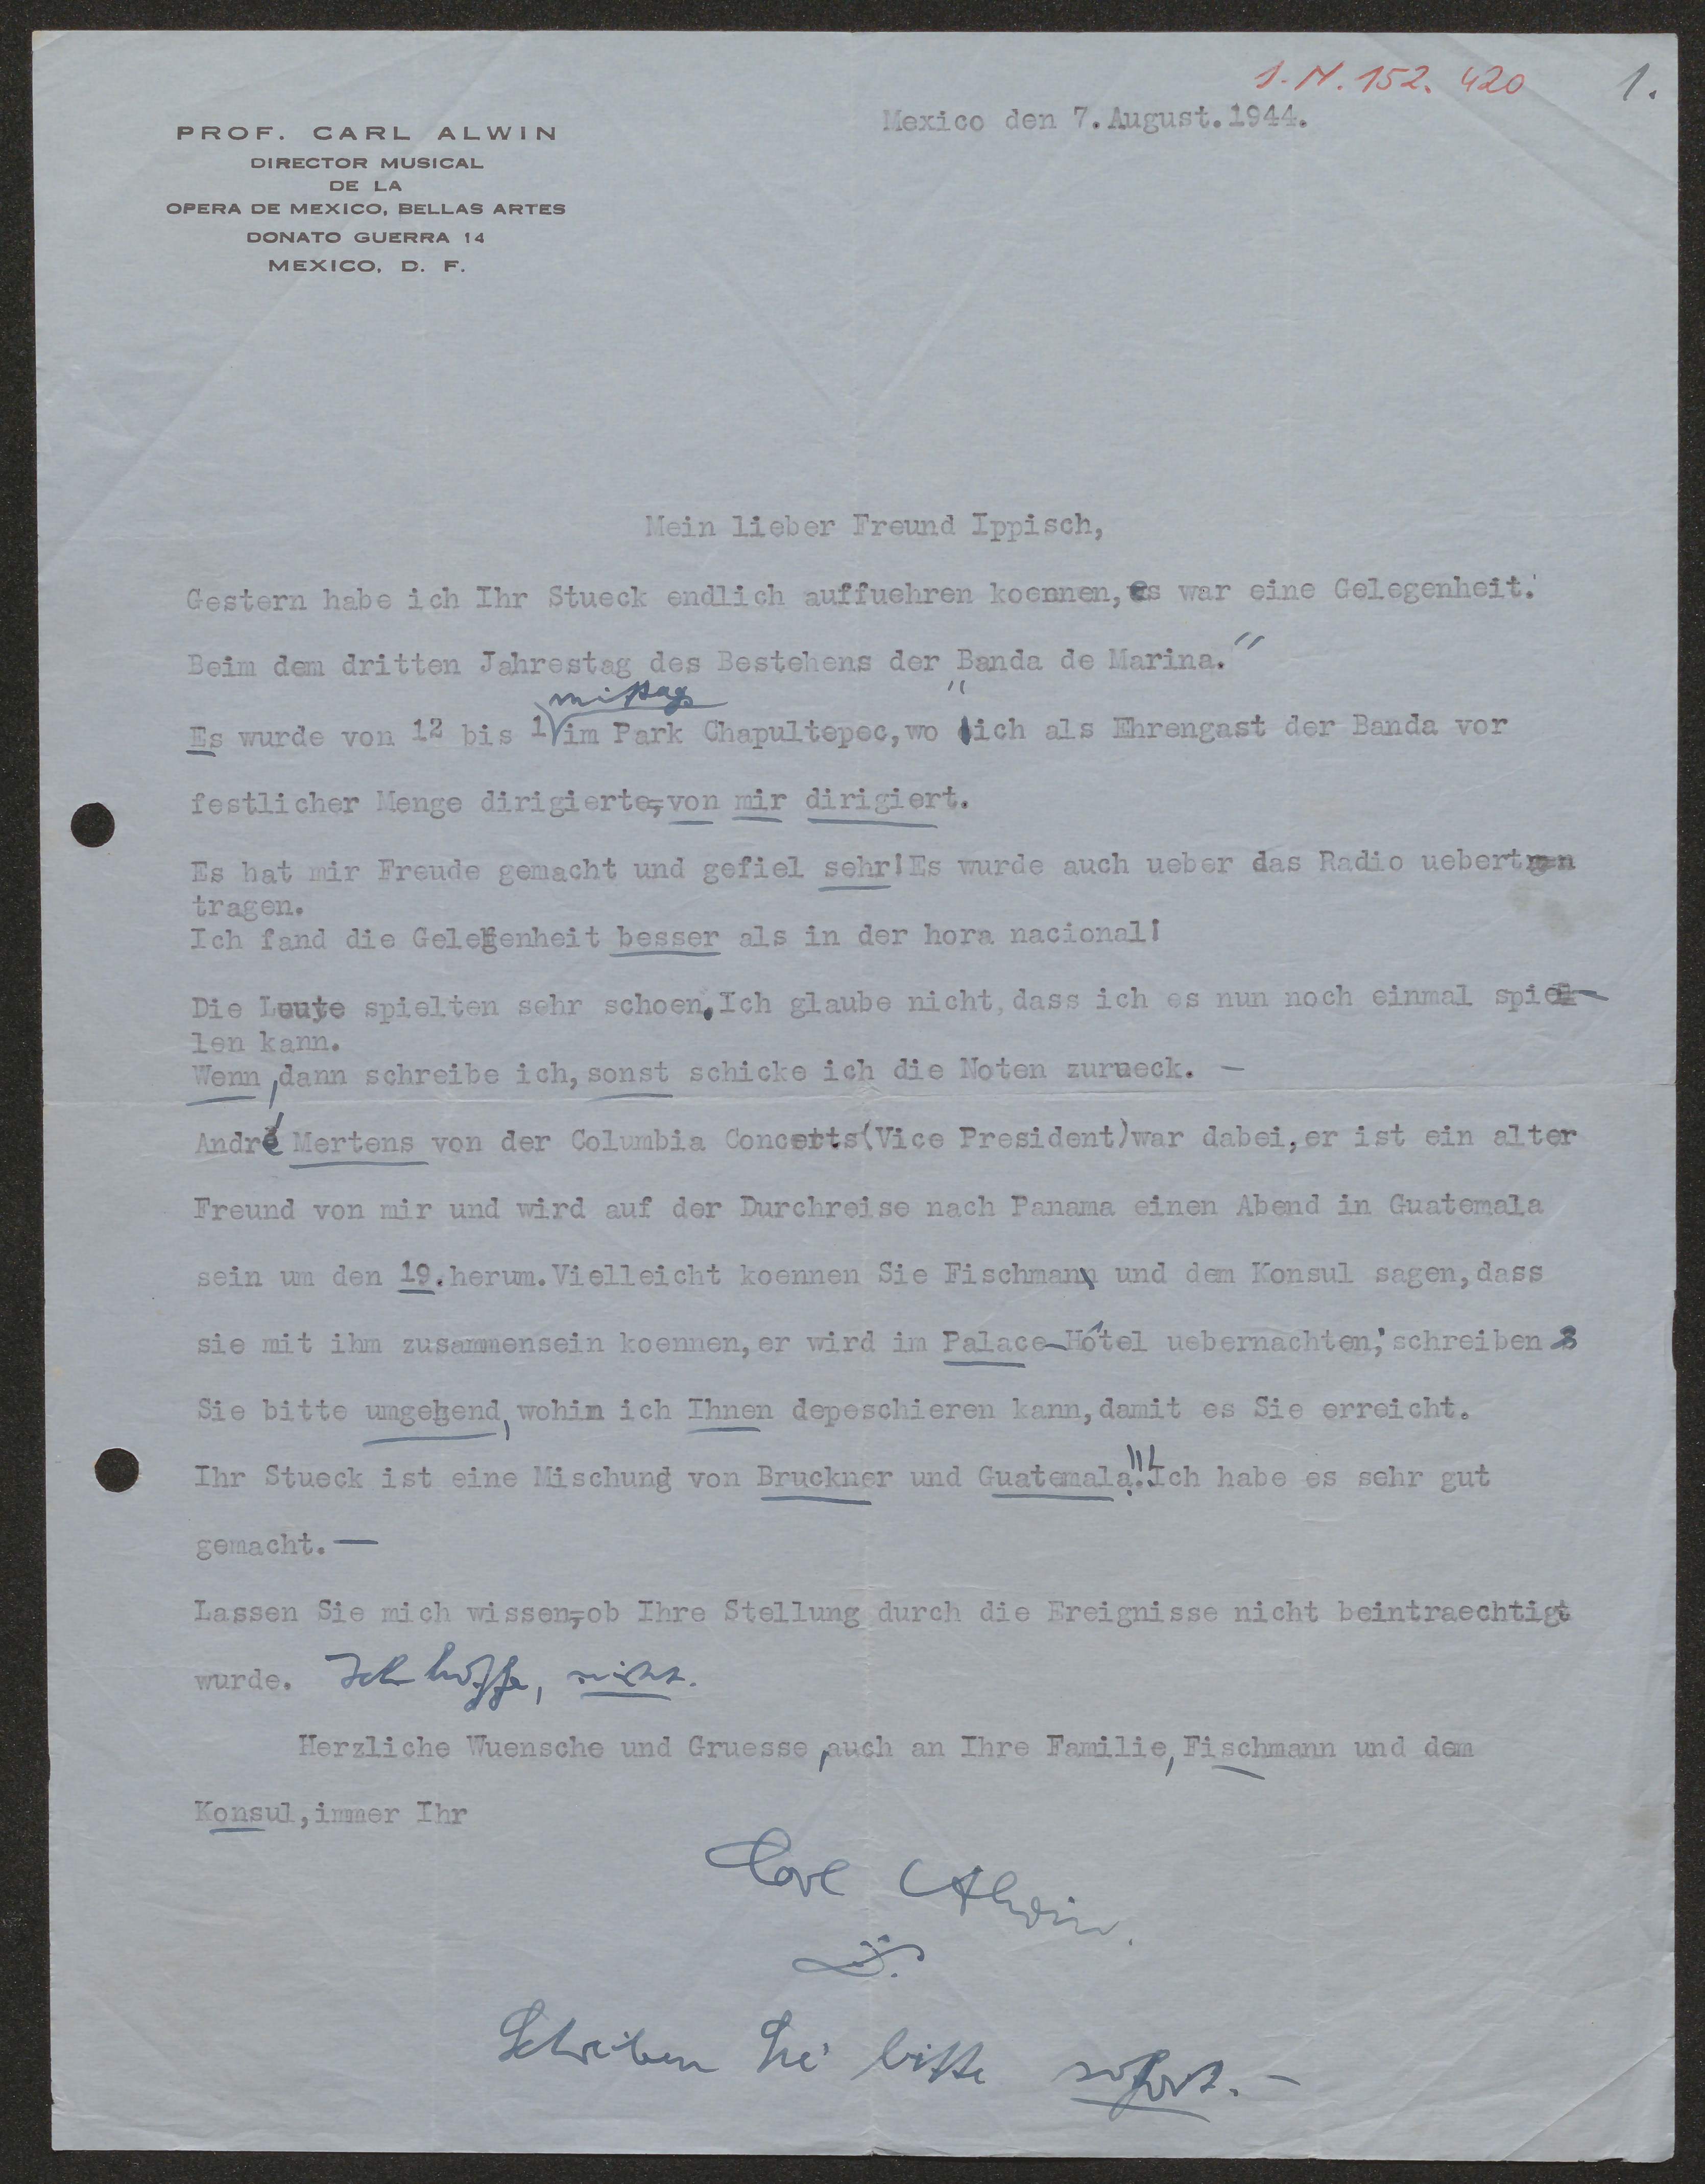 I.N. 152.420
1.
PROF. CARL ALWIN
DIRECTOR MUSICAL
DE LA
OPERA DE MEXICO, BELLAS ARTES
DONATO GUERRA 14
MEXICO, D. F.
Mexico den 7.August.1944.
Mein lieber Freund Ippisch,
Gestern habe ich Ihr Stueck endlich auffuehren koennen, es war eine Gelegenheit.
Beim dem dritten Jahrestag des Bestehens der "Banda de Marina."
mittags
Es wurde von 12 bis 1 im Park Chapultepec, wo ich als Ehrengast der Banda vor
festlicher Menge dirigierte, von mir dirigiert.
Es hat mir Freude gemacht und gefiel sehr! Es wurde auch ueber das Radio ueber
tragen.
Ich fand die Gelegenheit besser als in der hora nacional!
Die Leute spielten sehr schoen. Ich glaube nicht, dass ich es nun noch einmal spie-
len kann.
Wenn, dann schreibe ich, sonst schicke ich die Noten zurueck. —
André Mertens von der Columbia Concerts (Vice President) war dabei, er ist ein alter
Freund von mir und wird auf der Durchreise nach Panama einen Abend in Guatemala
sein um den 19. herum. Vielleicht koennen Sie Fischmann und dem Konsul sagen, dass
sie mit ihm zusammensein koennen, er wird im Palace-Hôtel uebernachten; schreiben
Sie bitte umgehend, wohin ich Ihnen depeschieren kann, damit es Sie erreicht.
Ihr Stueck ist eine Mischung von Bruckner und Guatemala!!! Ich habe es sehr gut
gemacht. —
Lassen Sie mich wissen, ob Ihre Stellung durch die Ereignisse nicht beintraechtigt
wurde. Ich hoffe, nicht.
Herzliche Wuensche und Gruesse, auch an Ihre Familie, Fischmann und dem
Konsul, immer Ihr
Carl Alwin.
Schreiben Sie bitte sofort. —